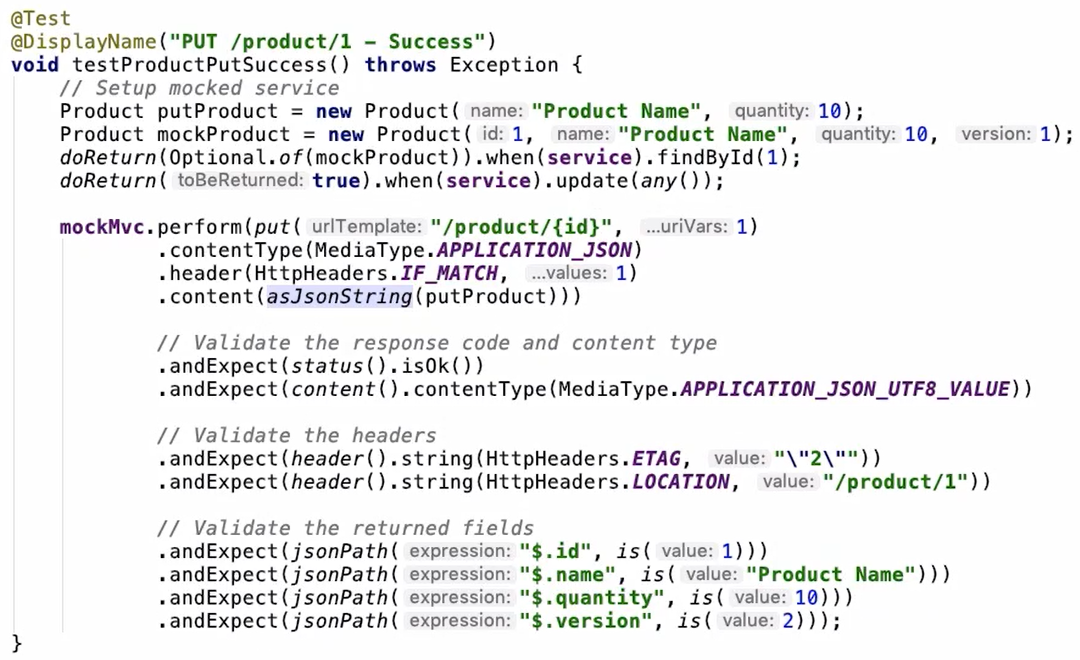 @Test
@DisplayName("PUT /product/1 - Success")
void testProductPutSuccess() throws Exception {
    // Setup mocked service
    Product putProduct = new Product( name: "Product Name", quantity: 10);
    Product mockProduct = new Product( id: 1, name: "Product Name", quantity: 10, version: 1);
    doReturn(Optional.of(mockProduct)).when(service).findById(1);
    doReturn( toBeReturned: true).when(service).update(any());
    mockMvc.perform(put( urlTemplate: "/product/{id}", ...uriVars: 1)
            .contentType(MediaType.APPLICATION_JSON)
            .header(HttpHeaders.IF_MATCH, ...values: 1)
            .content(asJsonString(putProduct)))
            // Validate the response code and content type
            .andExpect(status().isOk())
            .andExpect(content().contentType(MediaType.APPLICATION_JSON_UTF8_VALUE))
            // Validate the headers
            .andExpect(header().string(HttpHeaders.ETAG, value: "\"2\""))
            .andExpect(header().string(HttpHeaders.LOCATION, value: "/product/1"))
            // Validate the returned fields
            .andExpect(jsonPath( expression: "$.id", is( value: 1)))
            .andExpect(jsonPath( expression: "$.name", is( value: "Product Name")))
            .andExpect(jsonPath( expression: "$.quantity", is( value: 10)))
            .andExpect(jsonPath( expression: "$.version", is( value: 2)));
}